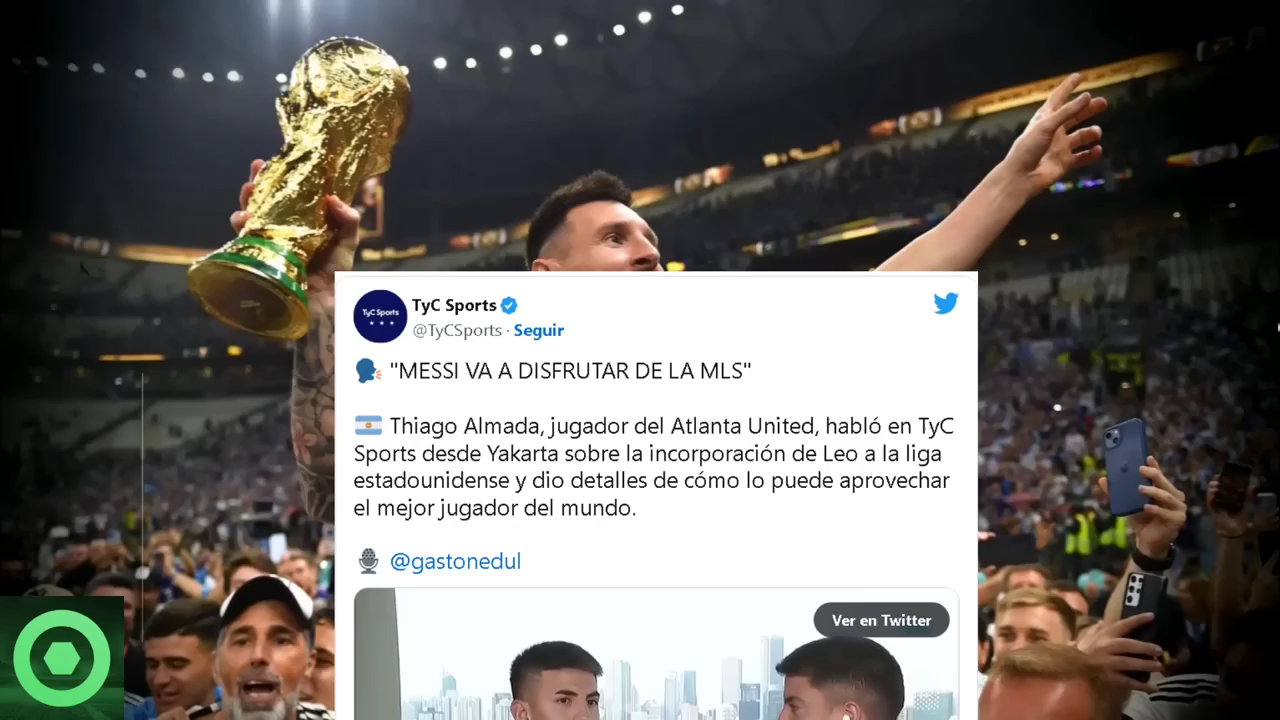 TyC Sports
TyC Sports
@TyCSports · Seguir
"MESSI VA A DISFRUTAR DE LA MLS"
Thiago Almada, jugador del Atlanta United, habló en TyC
Sports desde Yakarta sobre la incorporación de Leo a la liga
estadounidense y dio detalles de cómo lo puede aprovechar
el mejor jugador del mundo.
@gastonedul
Ver en Twitter